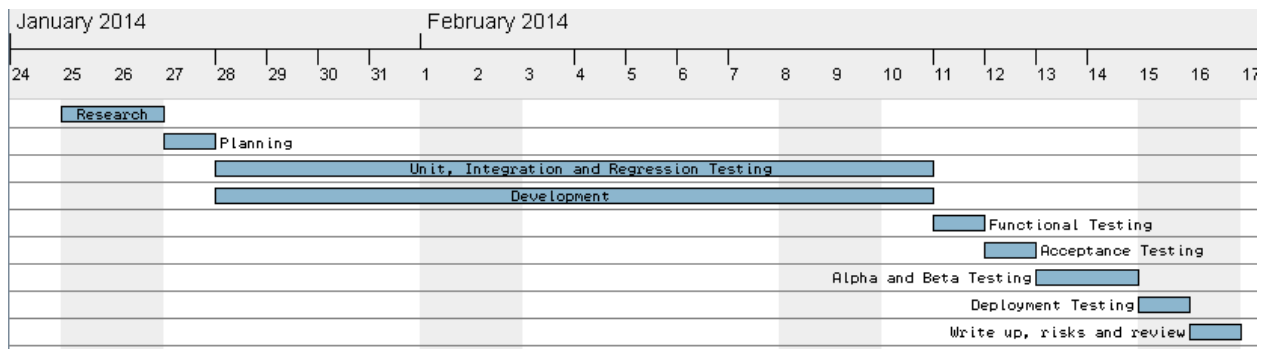 January 2014 February 2014
24 25 26 27 28 29 30 31 1 2 3 4 5 6 7 8 9 10 11 12 13 14 15 16 17
Research
Planning
Unit, Integration and Regression Testing
Development
Functional Testing
Acceptance Testing
Alpha and Beta Testing
Deployment Testing
Write up, risks and review